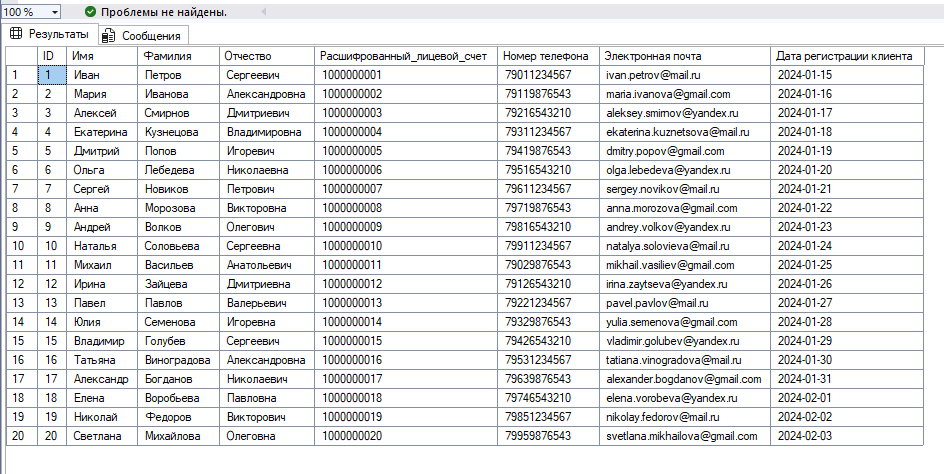 100 % Проблемы не найдены.
Результаты Сообщения
ID Имя Фамилия Отчество Расшифрованный_лицевой_счет Номер телефона Электронная почта Дата регистрации клиента
1 1 Иван Петров Сергеевич 1000000001 79011234567 ivan.petrov@mail.ru 2024-01-15
2 2 Мария Иванова Александровна 1000000002 79119876543 maria.ivanova@gmail.com 2024-01-16
3 3 Алексей Смирнов Дмитриевич 1000000003 79216543210 aleksey.smirnov@yandex.ru 2024-01-17
4 4 Екатерина Кузнецова Владимировна 1000000004 79311234567 ekaterina.kuznetsova@mail.ru 2024-01-18
5 5 Дмитрий Попов Игоревич 1000000005 79419876543 dmitry.popov@gmail.com 2024-01-19
6 6 Ольга Лебедева Николаевна 1000000006 79516543210 olga.lebedeva@yandex.ru 2024-01-20
7 7 Сергей Новиков Петрович 1000000007 79611234567 sergey.novikov@mail.ru 2024-01-21
8 8 Анна Морозова Викторовна 1000000008 79719876543 anna.morozova@gmail.com 2024-01-22
9 9 Андрей Волков Олегович 1000000009 79816543210 andrey.volkov@yandex.ru 2024-01-23
10 10 Наталья Соловьева Сергеевна 1000000010 79911234567 natalya.solovieva@mail.ru 2024-01-24
11 11 Михаил Васильев Анатольевич 1000000011 79029876543 mikhail.vasiliev@gmail.com 2024-01-25
12 12 Ирина Зайцева Дмитриевна 1000000012 79126543210 irina.zaytseva@yandex.ru 2024-01-26
13 13 Павел Павлов Валерьевич 1000000013 79221234567 pavel.pavlov@mail.ru 2024-01-27
14 14 Юлия Семенова Игоревна 1000000014 79329876543 yulia.semenova@gmail.com 2024-01-28
15 15 Владимир Голубев Сергеевич 1000000015 79426543210 vladimir.golubev@yandex.ru 2024-01-29
16 16 Татьяна Виноградова Александровна 1000000016 79531234567 tatiana.vinogradova@mail.ru 2024-01-30
17 17 Александр Богданов Николаевич 1000000017 79639876543 alexander.bogdanov@gmail.com 2024-01-31
18 18 Елена Воробьева Павловна 1000000018 79746543210 elena.vorobeva@yandex.ru 2024-02-01
19 19 Николай Федоров Викторович 1000000019 79851234567 nikolay.fedorov@mail.ru 2024-02-02
20 20 Светлана Михайлова Олеговна 1000000020 79959876543 svetlana.mikhailova@gmail.com 2024-02-03